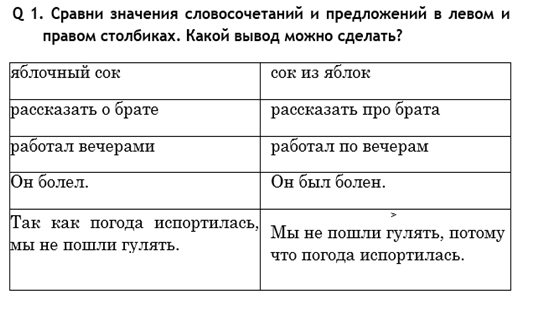 Q 1. Сравни значения словосочетаний и предложений в левом и
правом столбиках. Какой вывод можно сделать?
яблочный сок
сок из яблок
рассказать о брате
рассказать про брата
работал вечерами
работал по вечерам
Он болел.
Он был болен.
Так как погода испортилась,
мы не пошли гулять.
>
Мы не пошли гулять, потому
что погода испортилась.